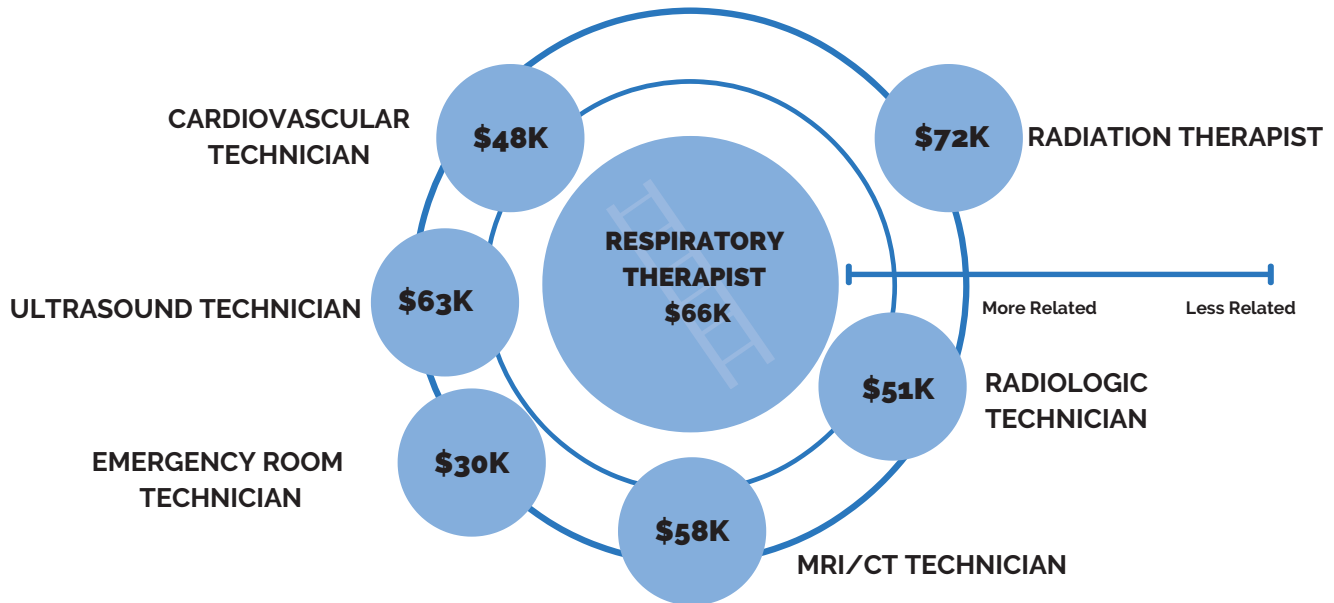 CARDIOVASCULAR
TECHNICIAN
$48K
$72K
RADIATION THERAPIST
RESPIRATORY
THERAPIST
$66K
ULTRASOUND TECHNICIAN
$63K
More Related
Less Related
$51K
RADIOLOGIC
TECHNICIAN
EMERGENCY ROOM
TECHNICIAN
$30K
$58K
MRI/CT TECHNICIAN